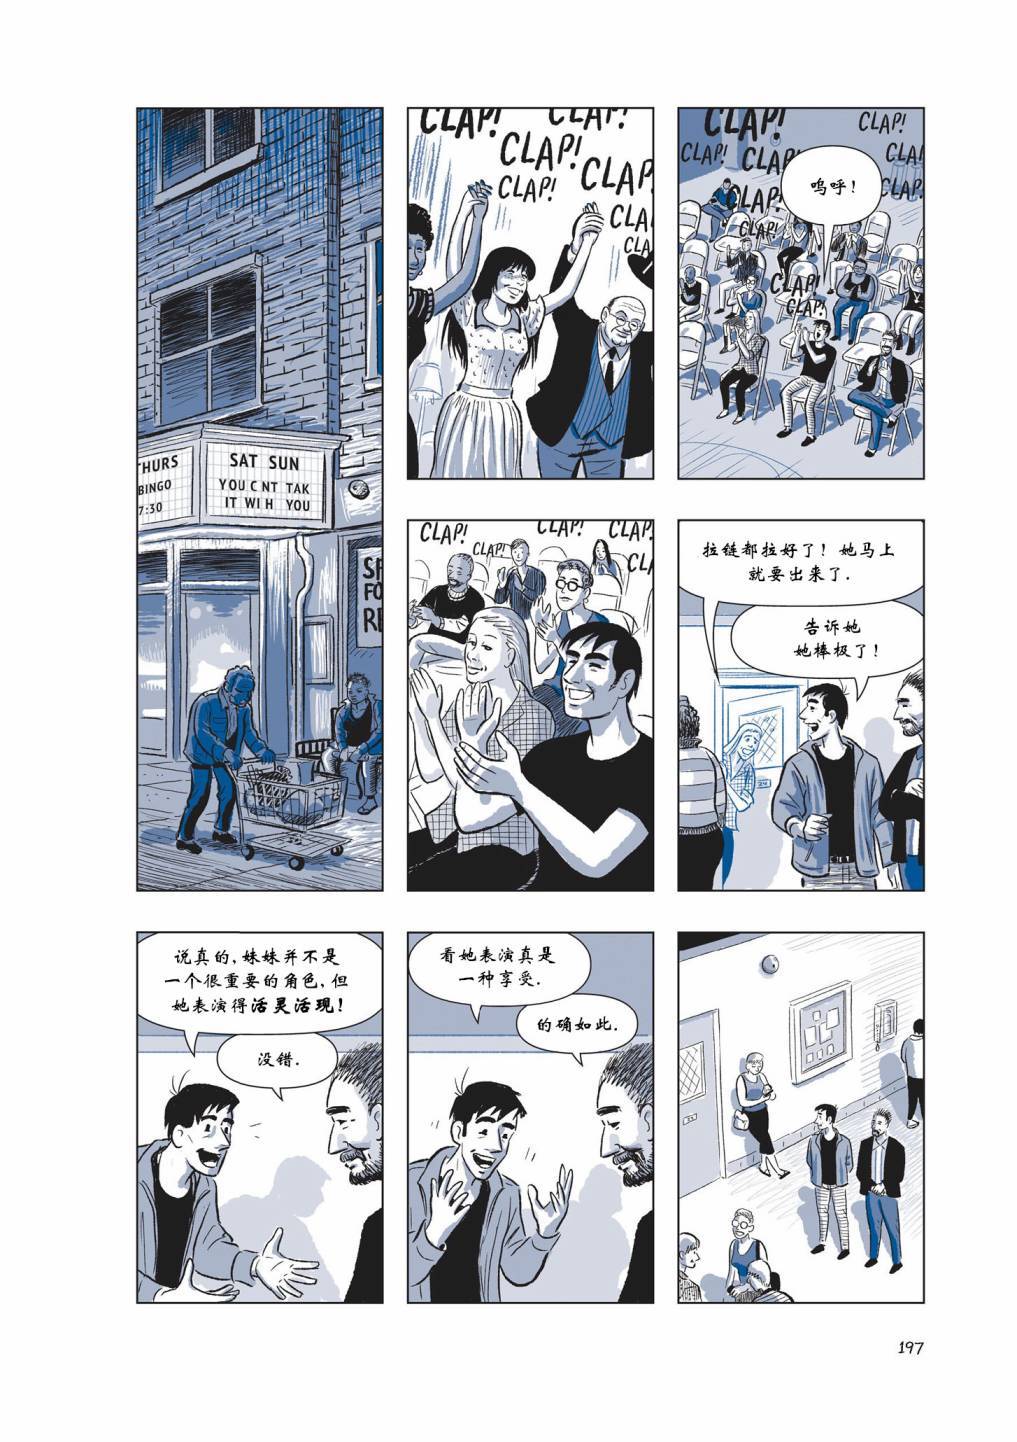 THURS
BINGO
7:30
SAT SUN
YOU C NT TAK
IT WI H YOU
CLAP!
CLAP!
CLAP!
CLAP!
CLAP!
CLAP!
CLAP!
CLAP!
CLAP!
CLAP!
呜呼!
CLAP!
CLAP!
CLAP!
CLAP!
CLAP!
CLAP!
CLAP!
CLAP!
CLAP!
CLAP!
拉链都拉好了! 她马上
就要出来了.
告诉她
她棒极了!
说真的, 妹妹并不是
一个很重要的角色, 但
她表演得活灵活现!
没错.
看她表演真是
一种享受.
的确如此.
197